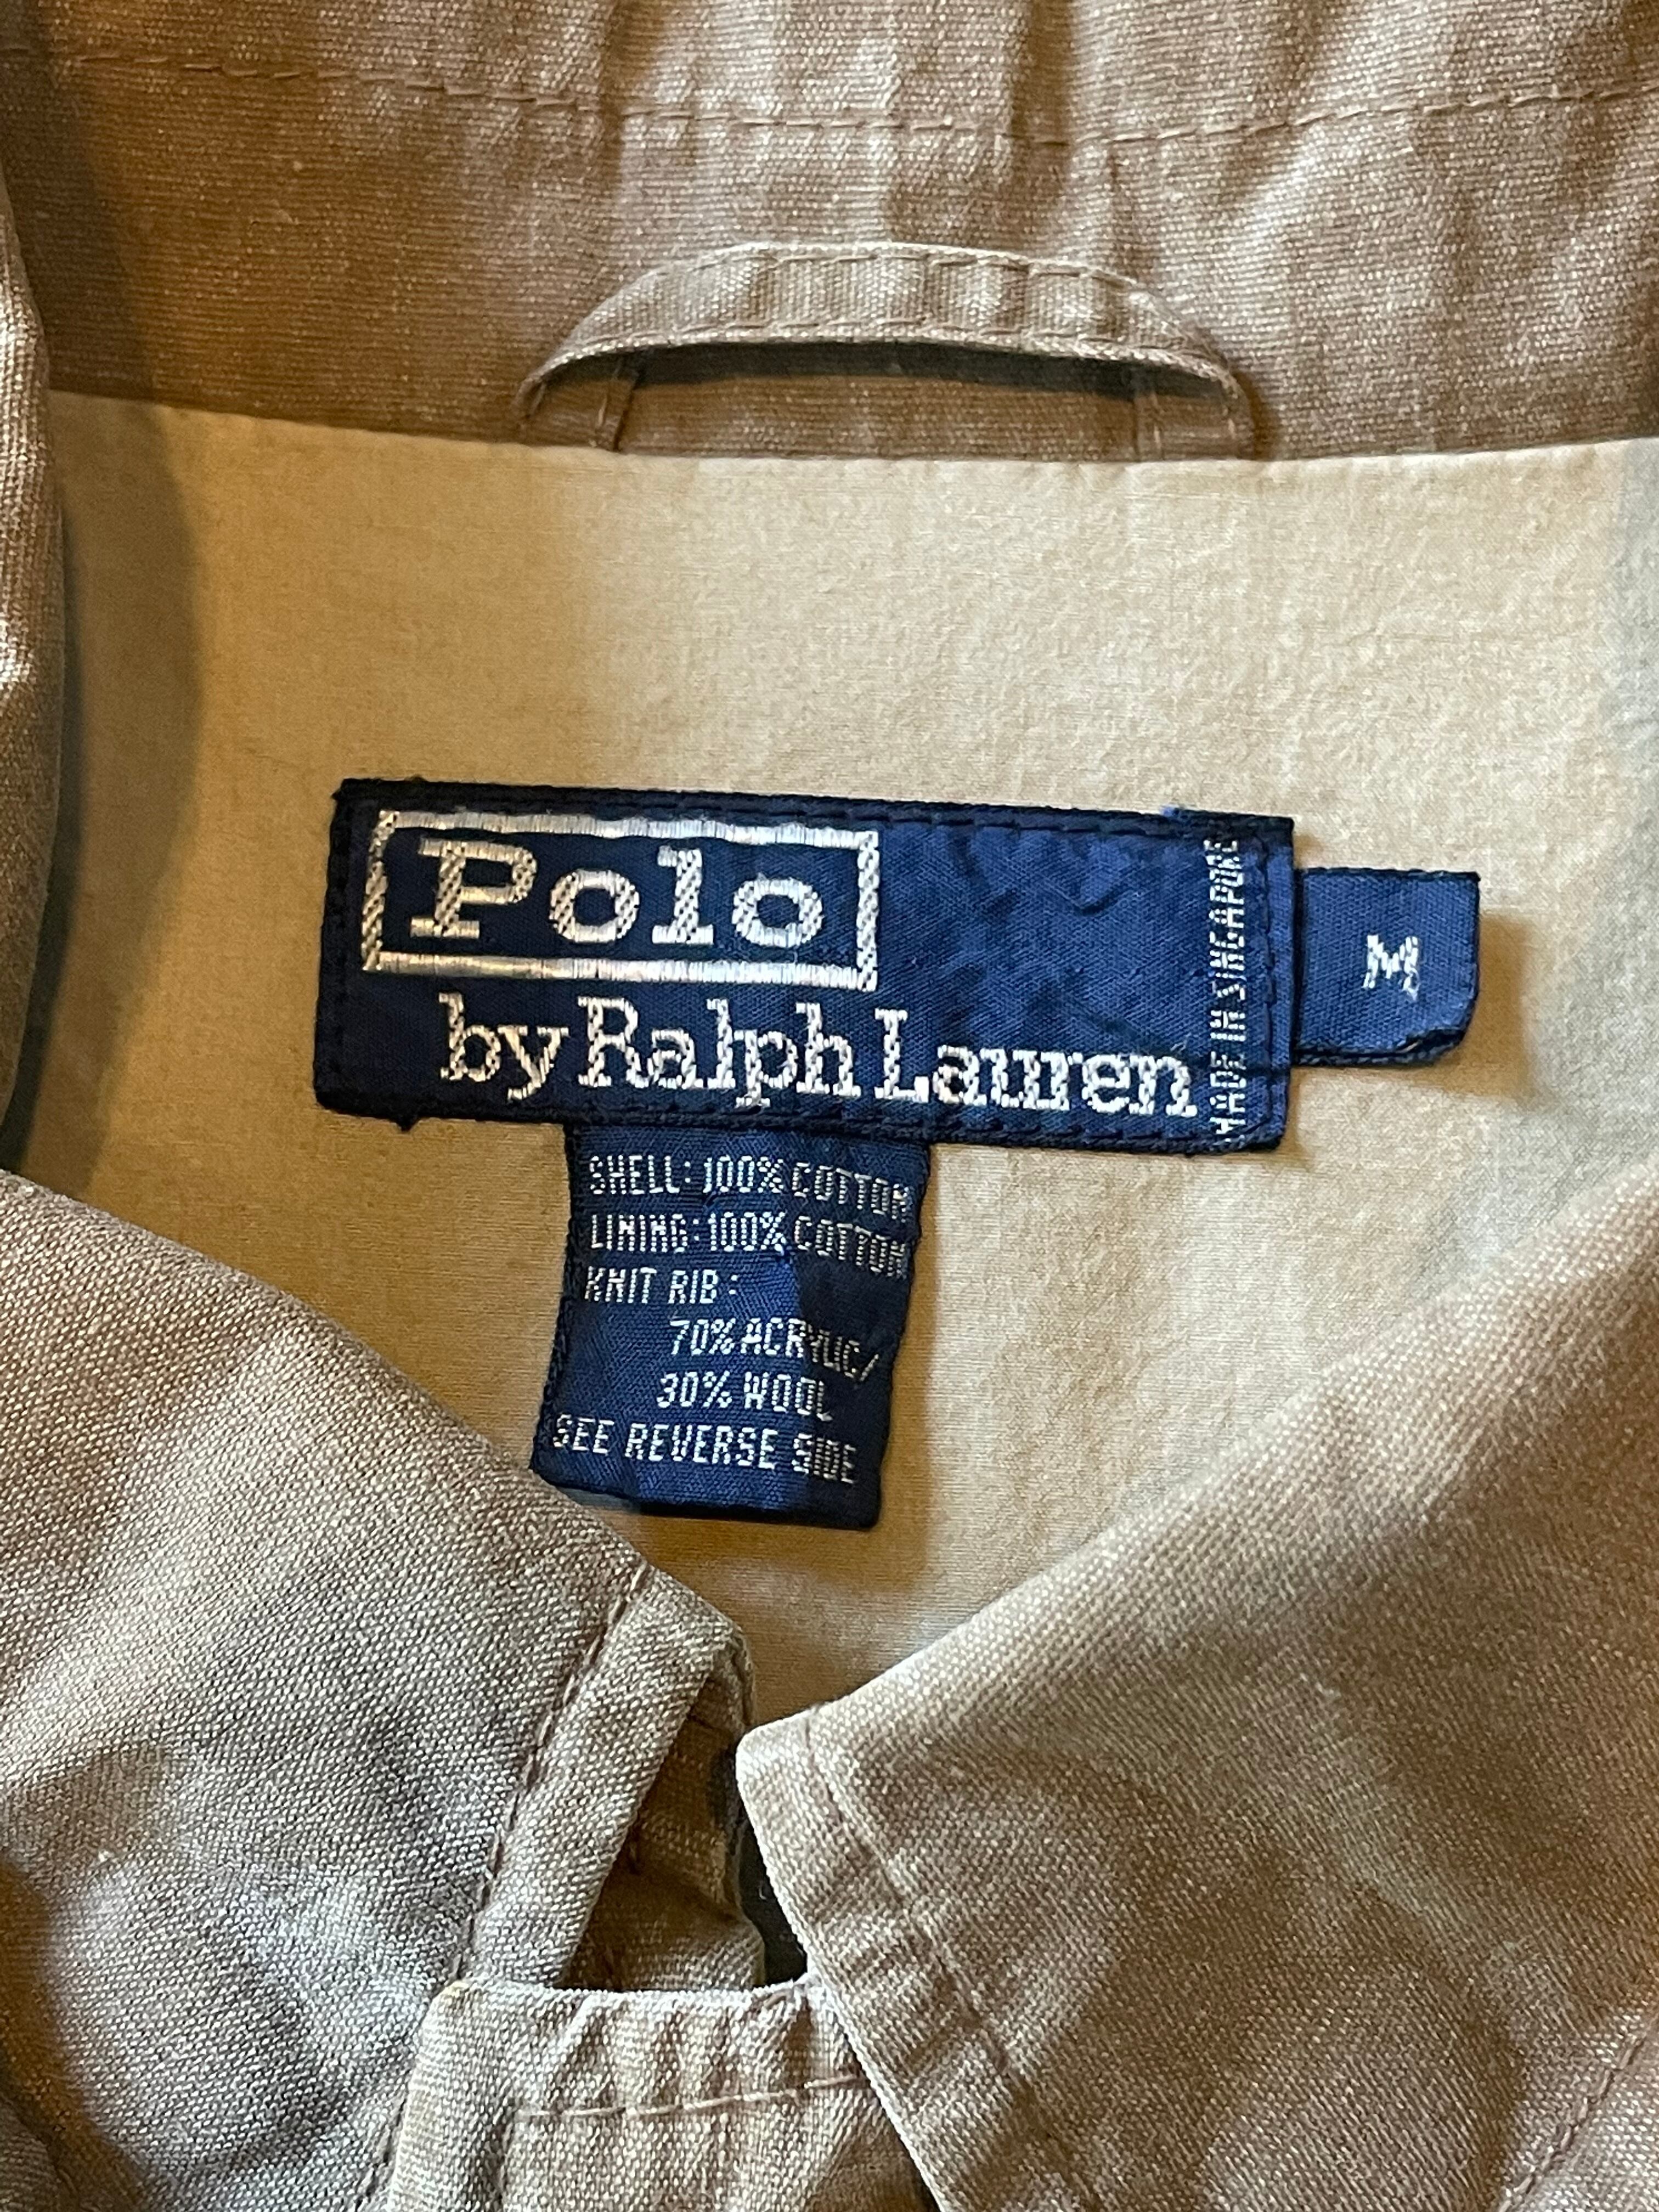 Polo
by Ralph Lauren
MADE IN SINGAPORE
M
SHELL: 100% COTTON
LINING: 100% COTTON
KNIT RIB:
70% ACRYLIC/
30% WOOL
SEE REVERSE SIDE